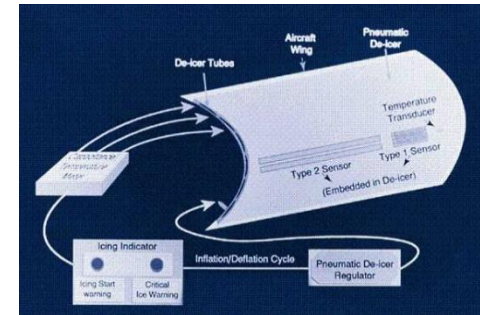 Aircraft
Wing
Pneumatic
De-icer
De-icer Tubes
Temperature
Transducer
Type 1 Sensor
Type 2 Sensor
(Embedded in De-icer)
Icing Indicator
Icing Start
warning
Critical
Ice Warning
Inflation/Deflation Cycle
Pneumatic De-icer
Regulator